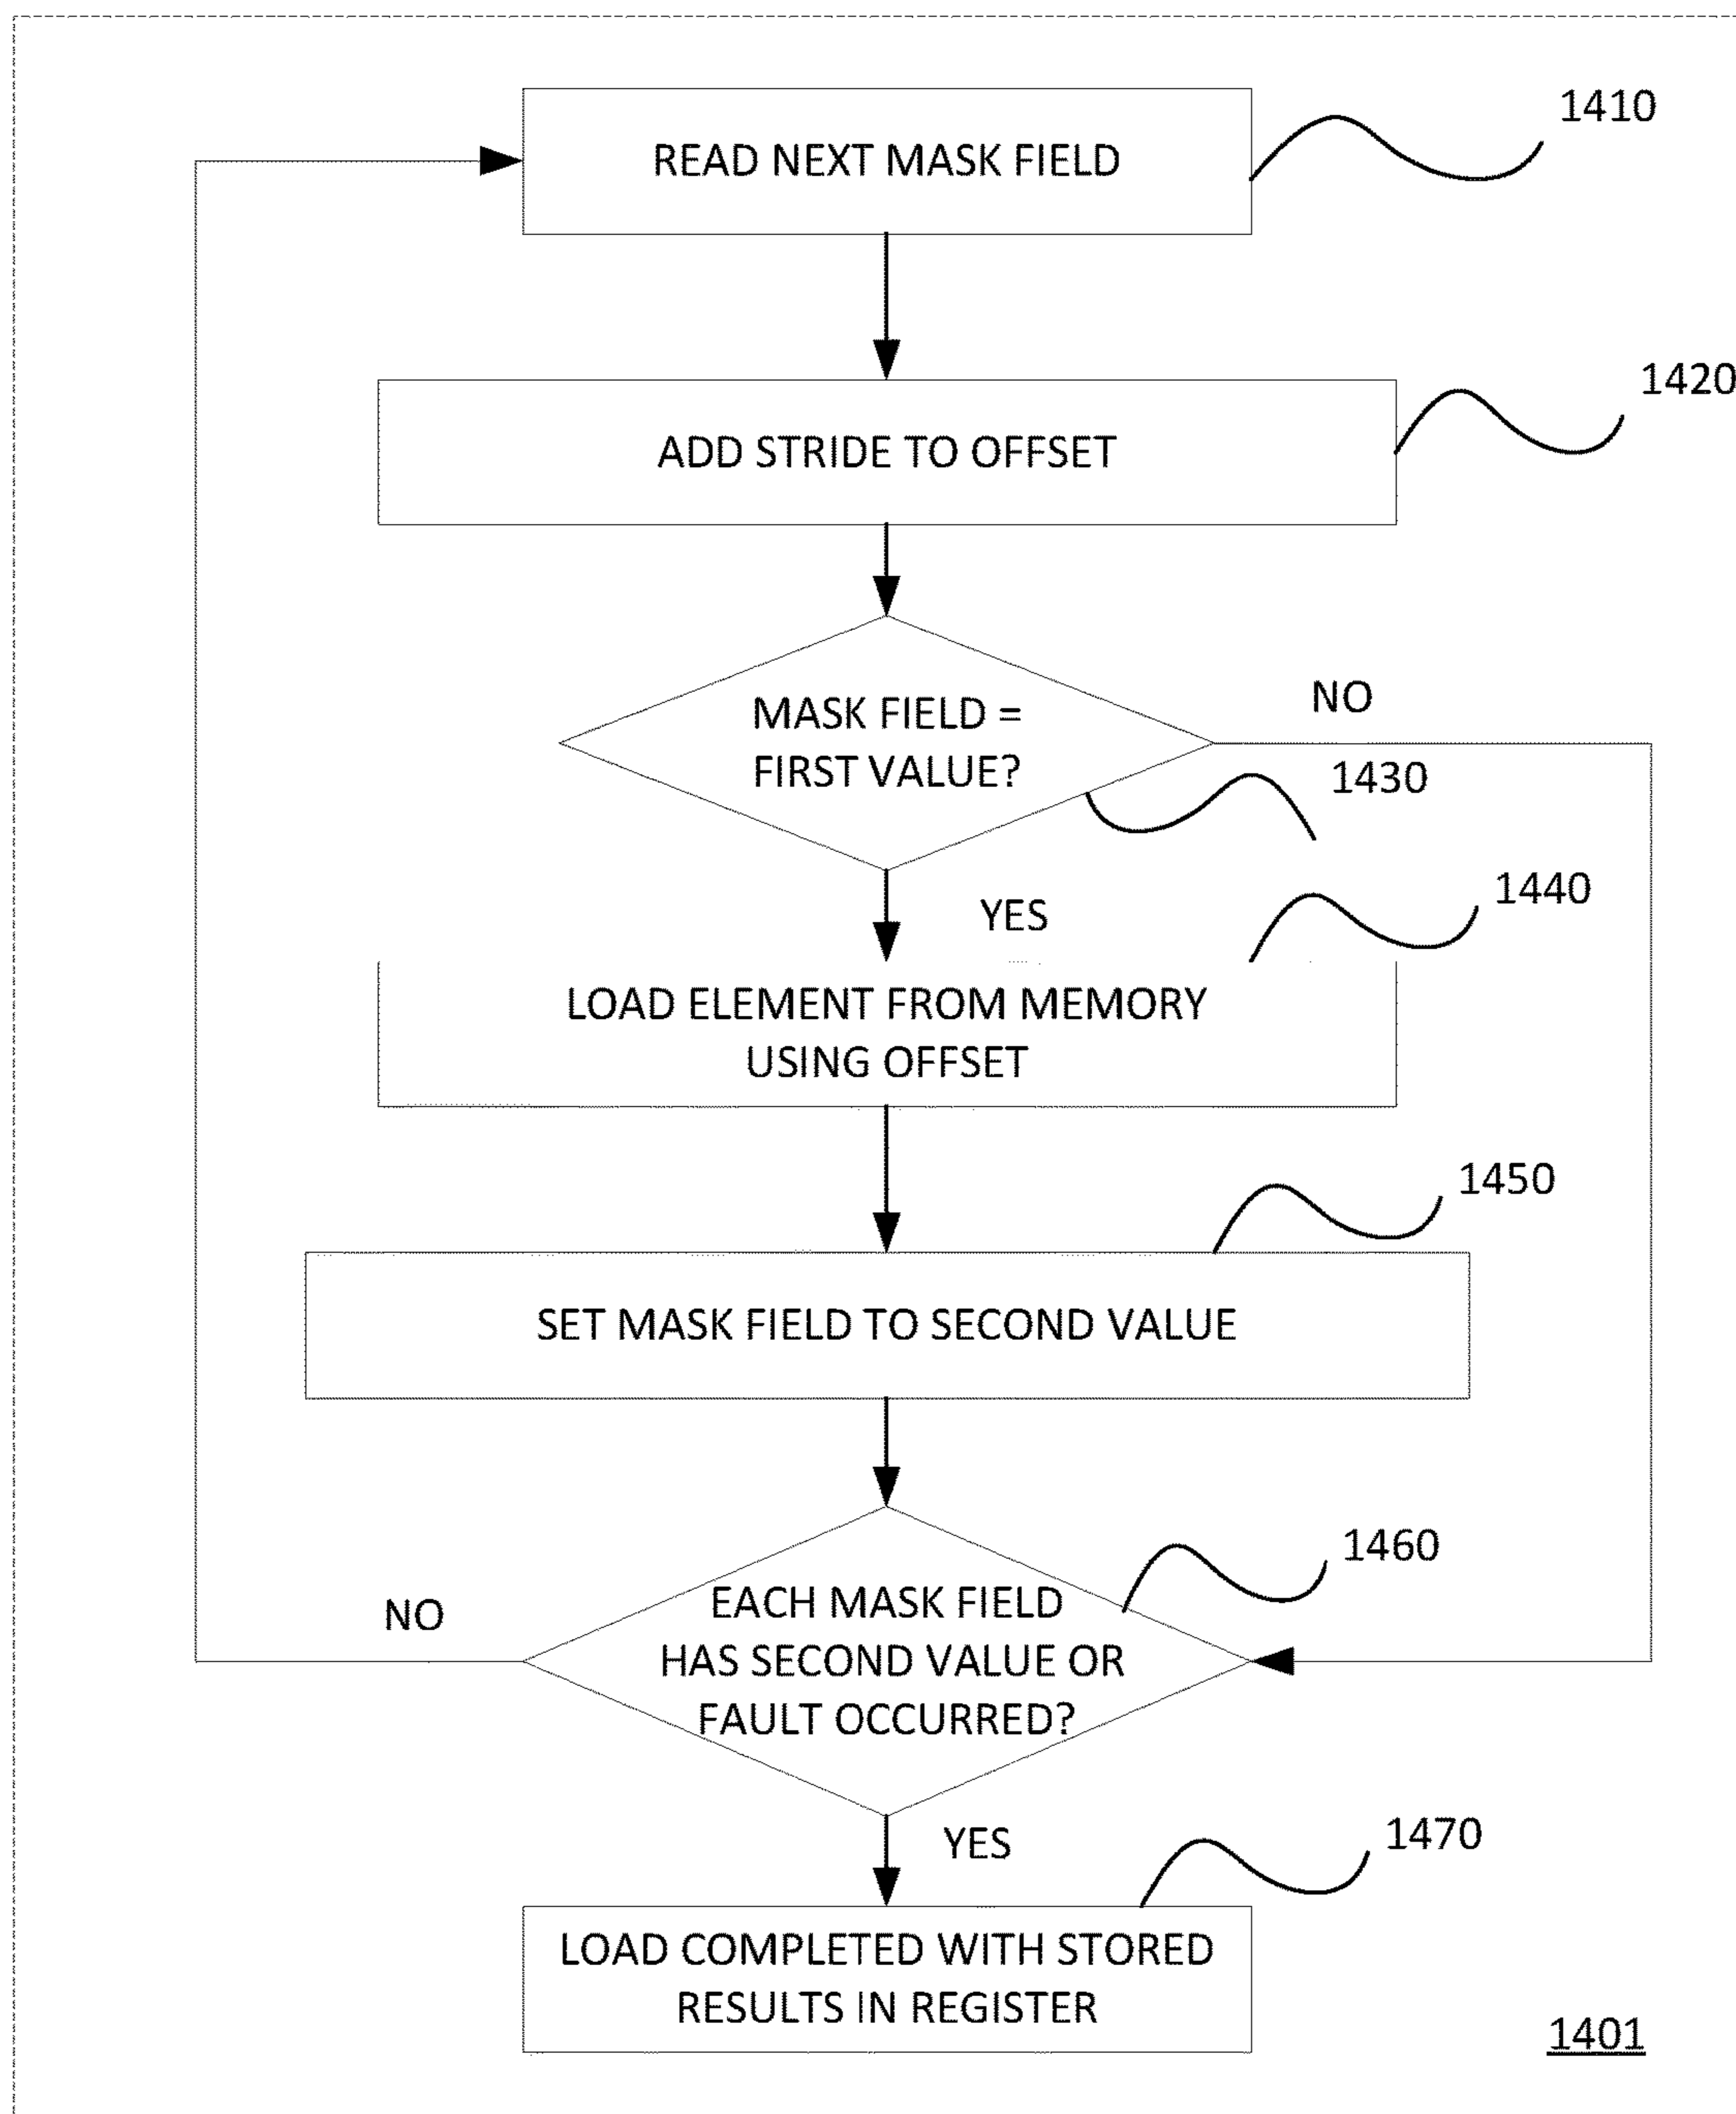 1410
READ NEXT MASK FIELD
1420
ADD STRIDE TO OFFSET
NO
MASK FIELD =
FIRST VALUE?
1430
1440
YES
LOAD ELEMENT FROM MEMORY
USING OFFSET
1450
SET MASK FIELD TO SECOND VALUE
1460
NO
EACH MASK FIELD
HAS SECOND VALUE OR
FAULT OCCURRED?
1470
YES
LOAD COMPLETED WITH STORED
RESULTS IN REGISTER
1401